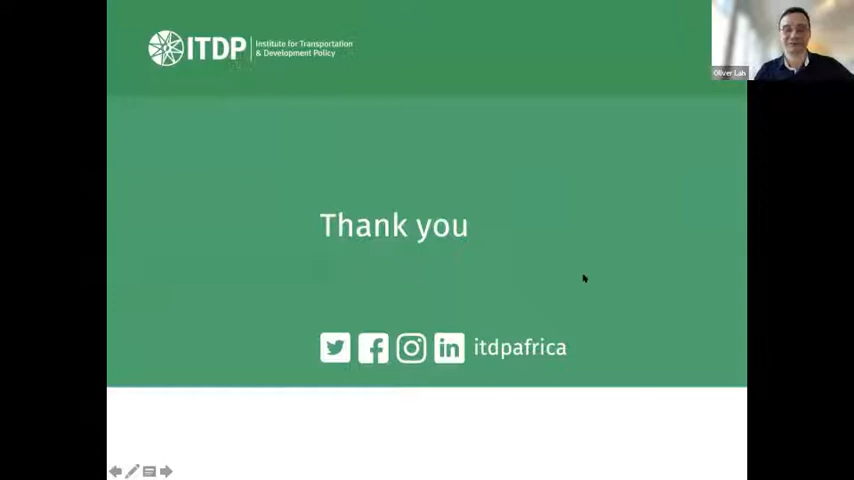 ITDP
Institute for Transportation
& Development Policy
Oliver Lah
Thank you
itdpafrica